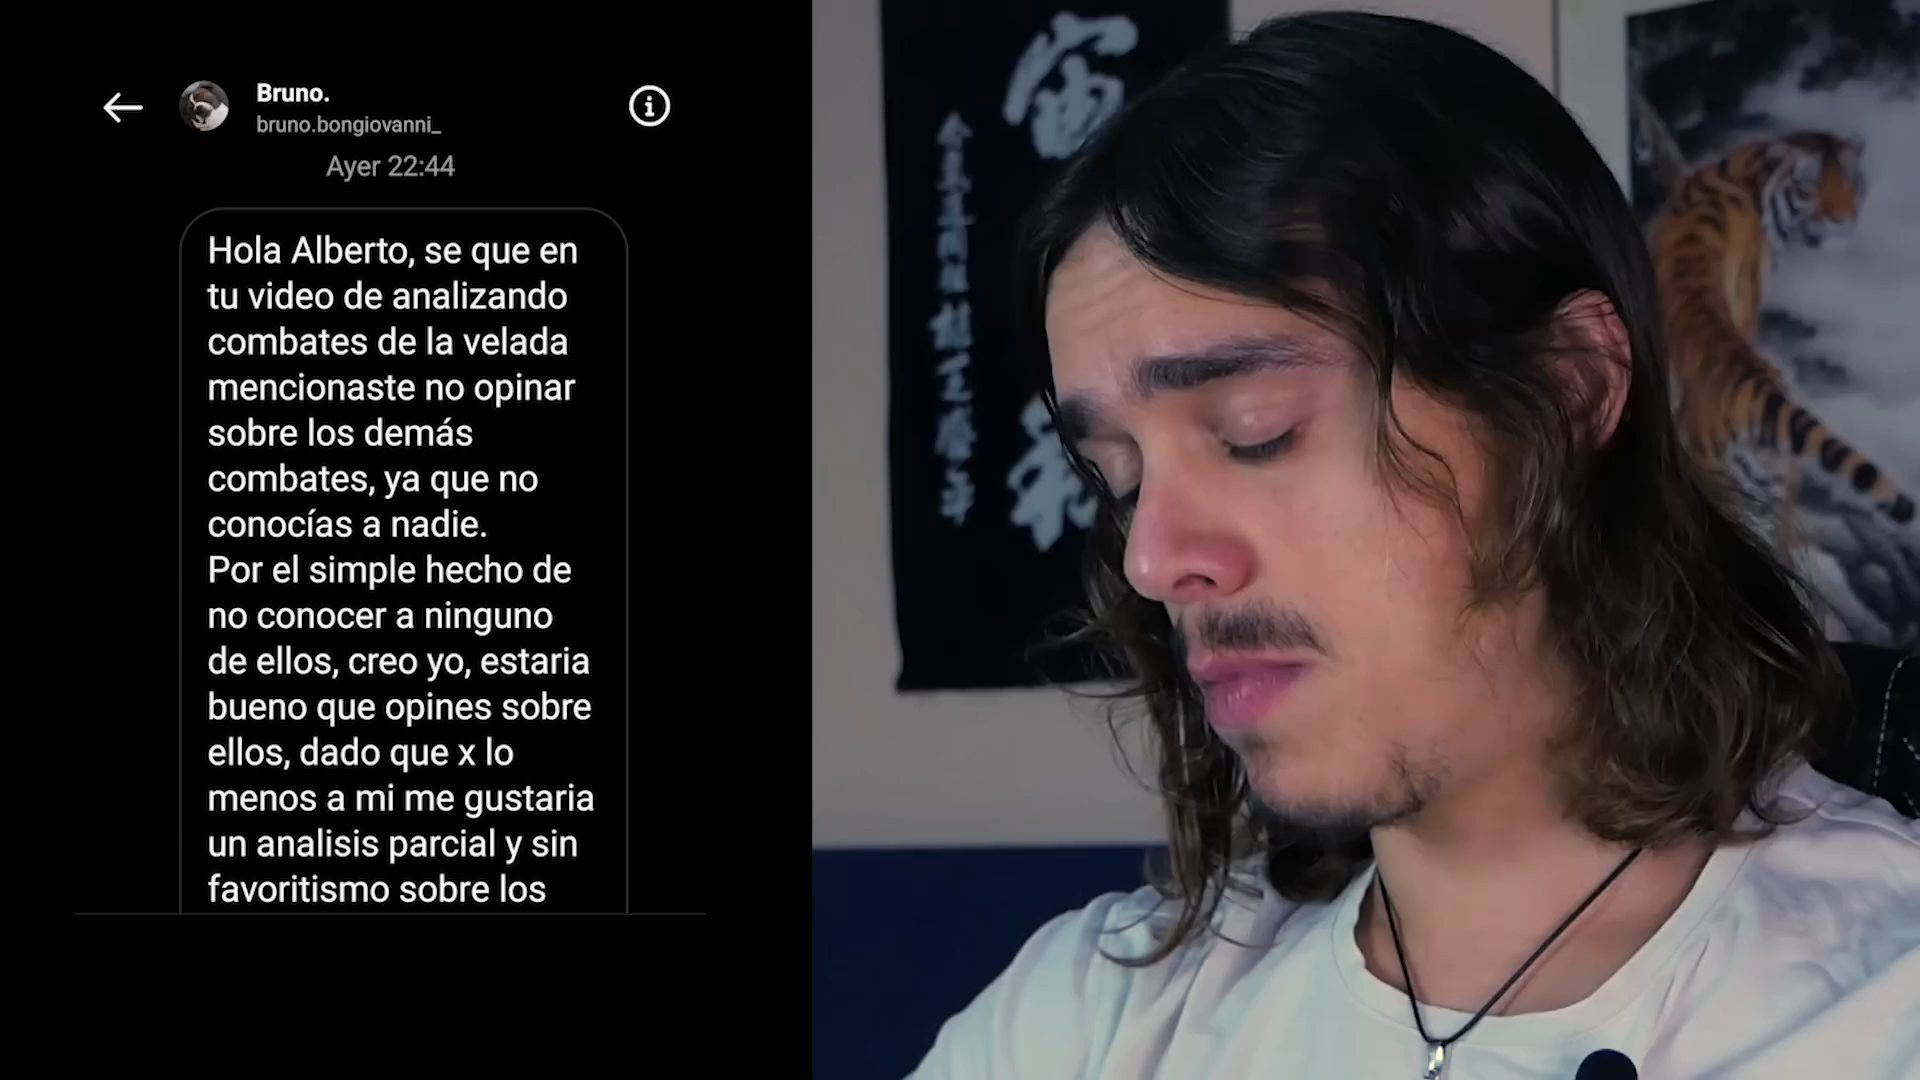 Bruno.
bruno.bongiovanni_
Ayer 22:44
Hola Alberto, se que en
tu video de analizando
combates de la velada
mencionaste no opinar
sobre los demás
combates, ya que no
conocías a nadie.
Por el simple hecho de
no conocer a ninguno
de ellos, creo yo, estaria
bueno que opines sobre
ellos, dado que x lo
menos a mi me gustaria
un analisis parcial y sin
favoritismo sobre los